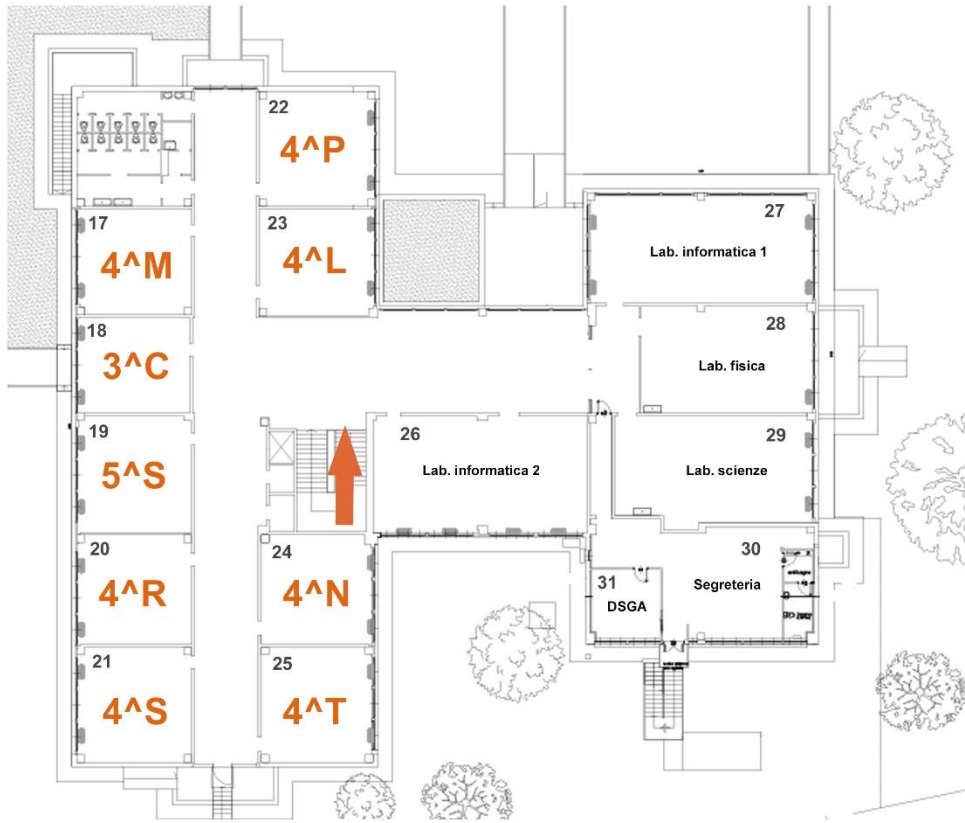 22
4^P
17
4^M
23
4^L
27
Lab. informatica 1
18
3^C
28
Lab. fisica
19
5^S
26
Lab. informatica 2
29
Lab. scienze
20
4^R
24
4^N
30
Segreteria
31
DSGA
antibagno
21
4^S
25
4^T